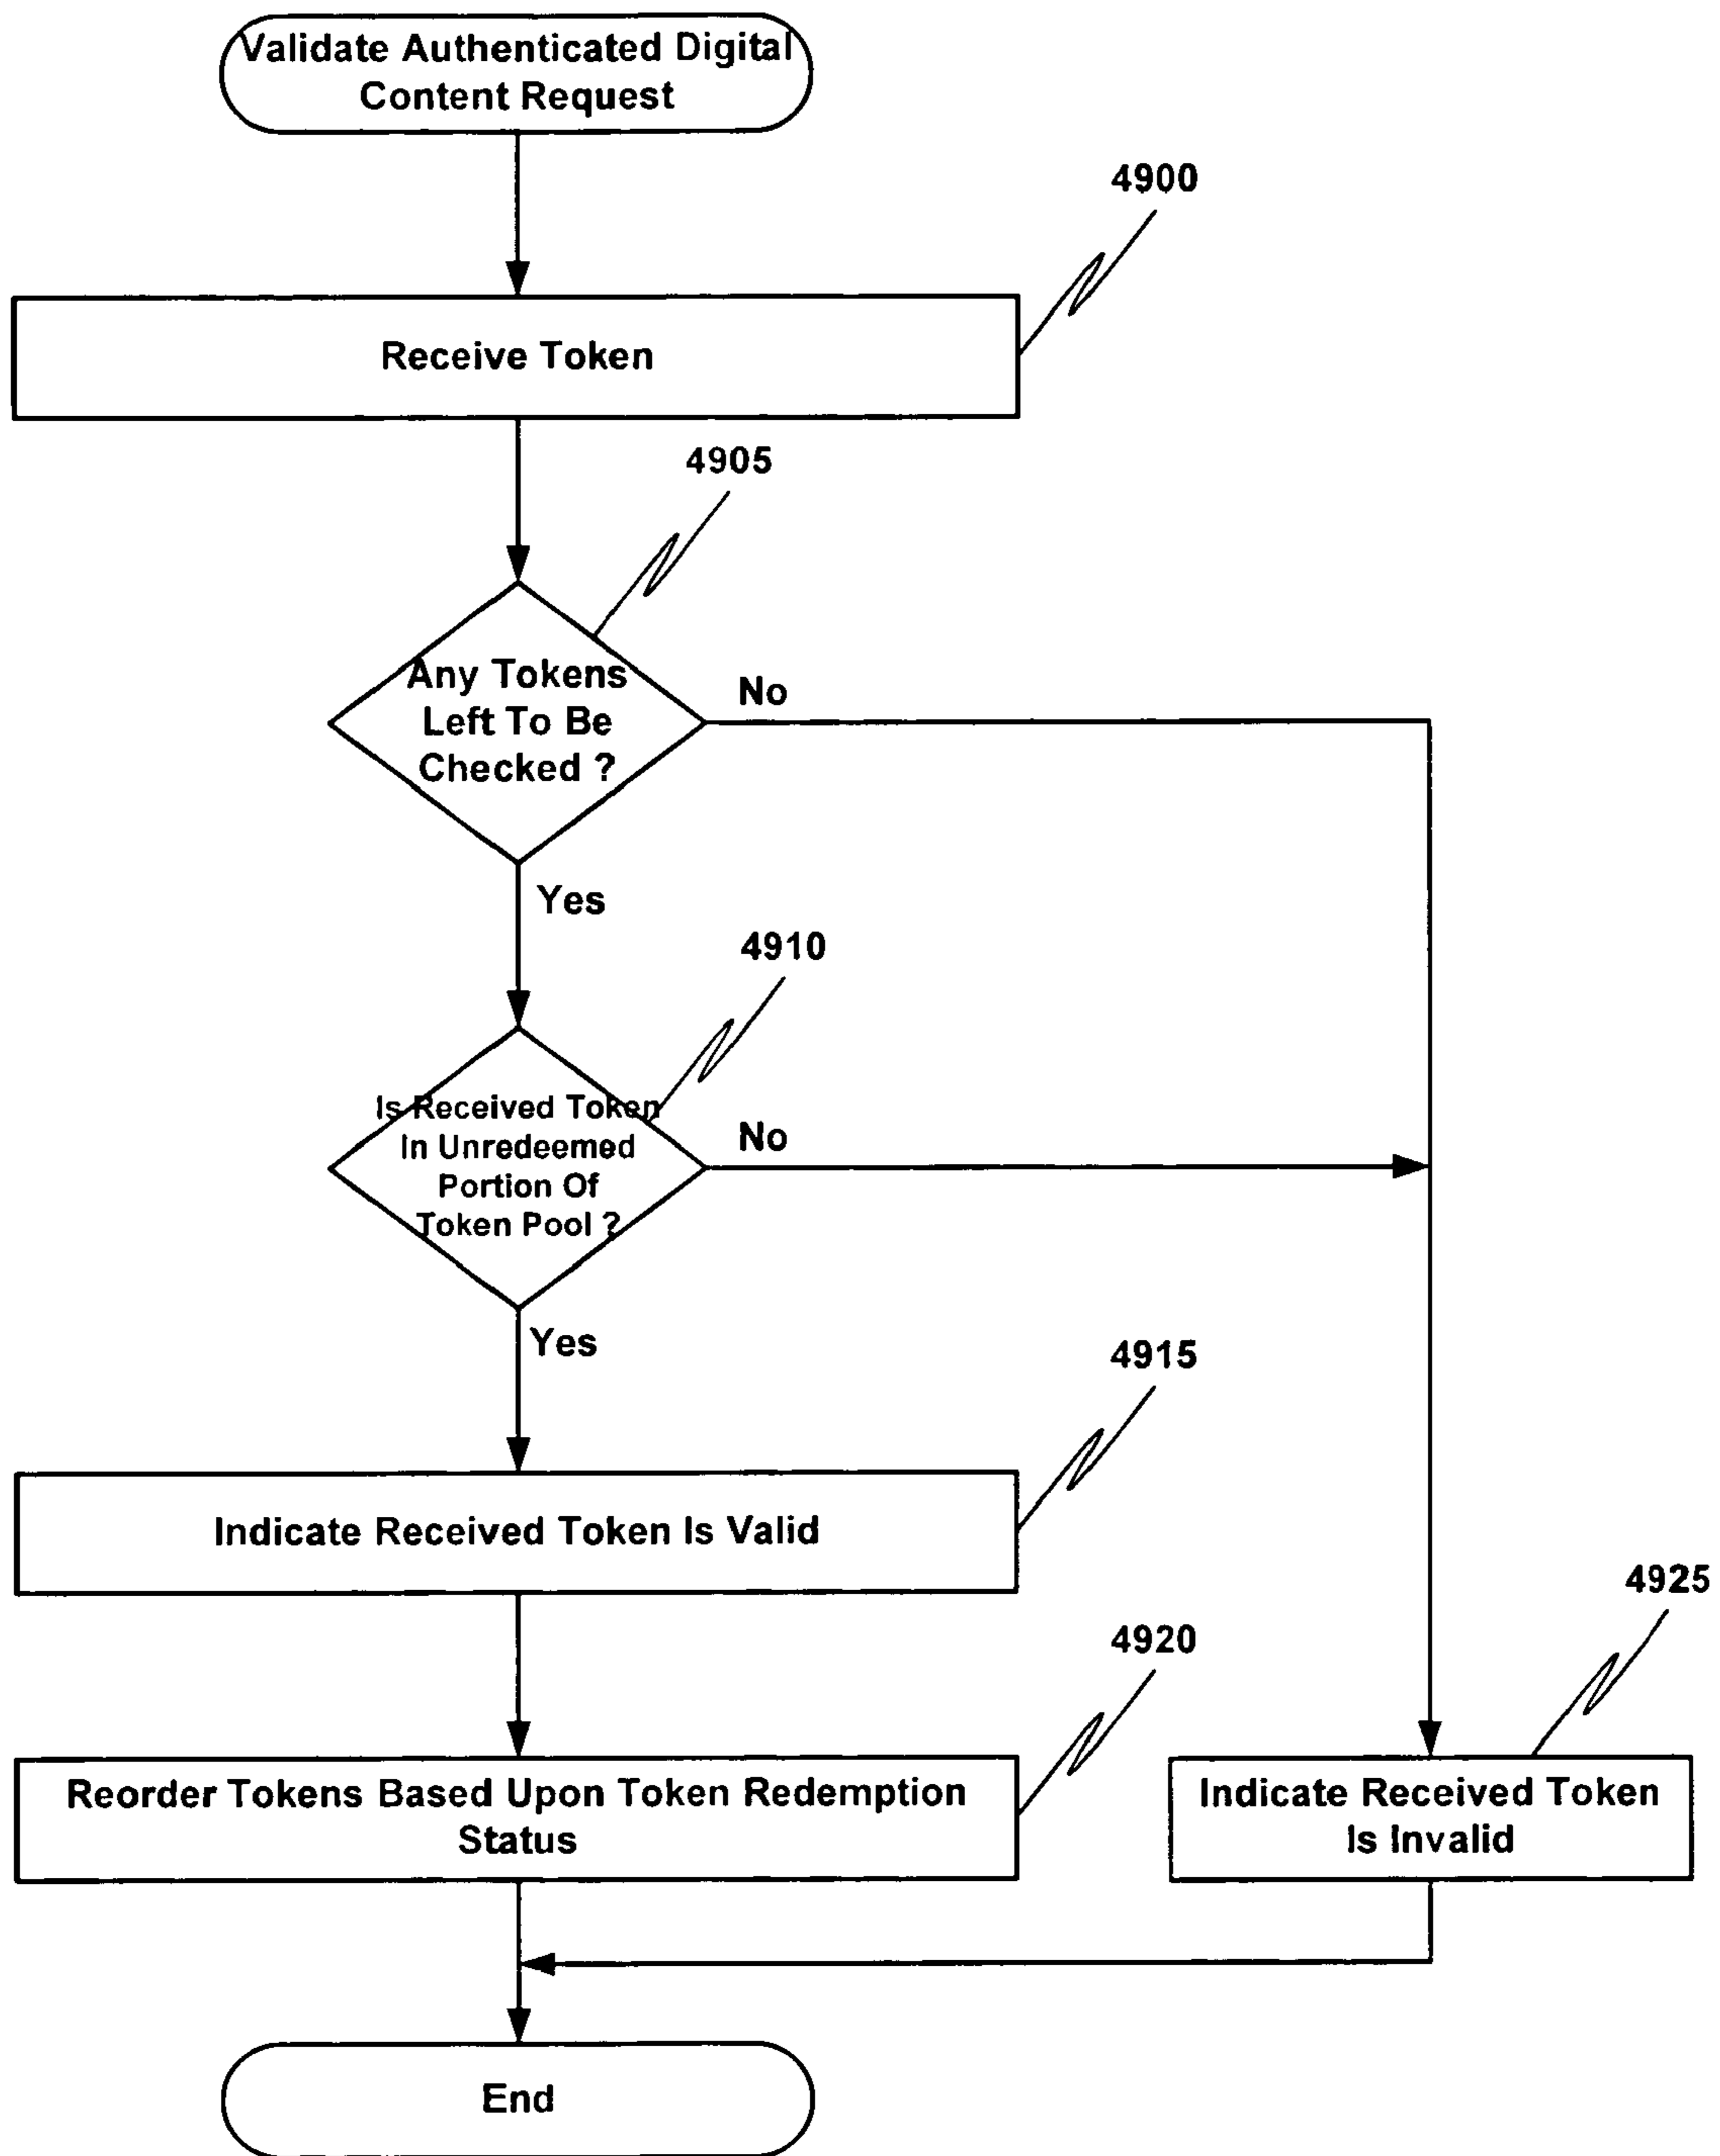 Validate Authenticated Digital
Content Request
4900
Receive Token
4905
Any Tokens
Left To Be
Checked ?
No
Yes
4910
Is Received Token
In Unredeemed
Portion Of
Token Pool ?
No
Yes
4915
Indicate Received Token Is Valid
4925
4920
Reorder Tokens Based Upon Token Redemption
Status
Indicate Received Token
Is Invalid
End